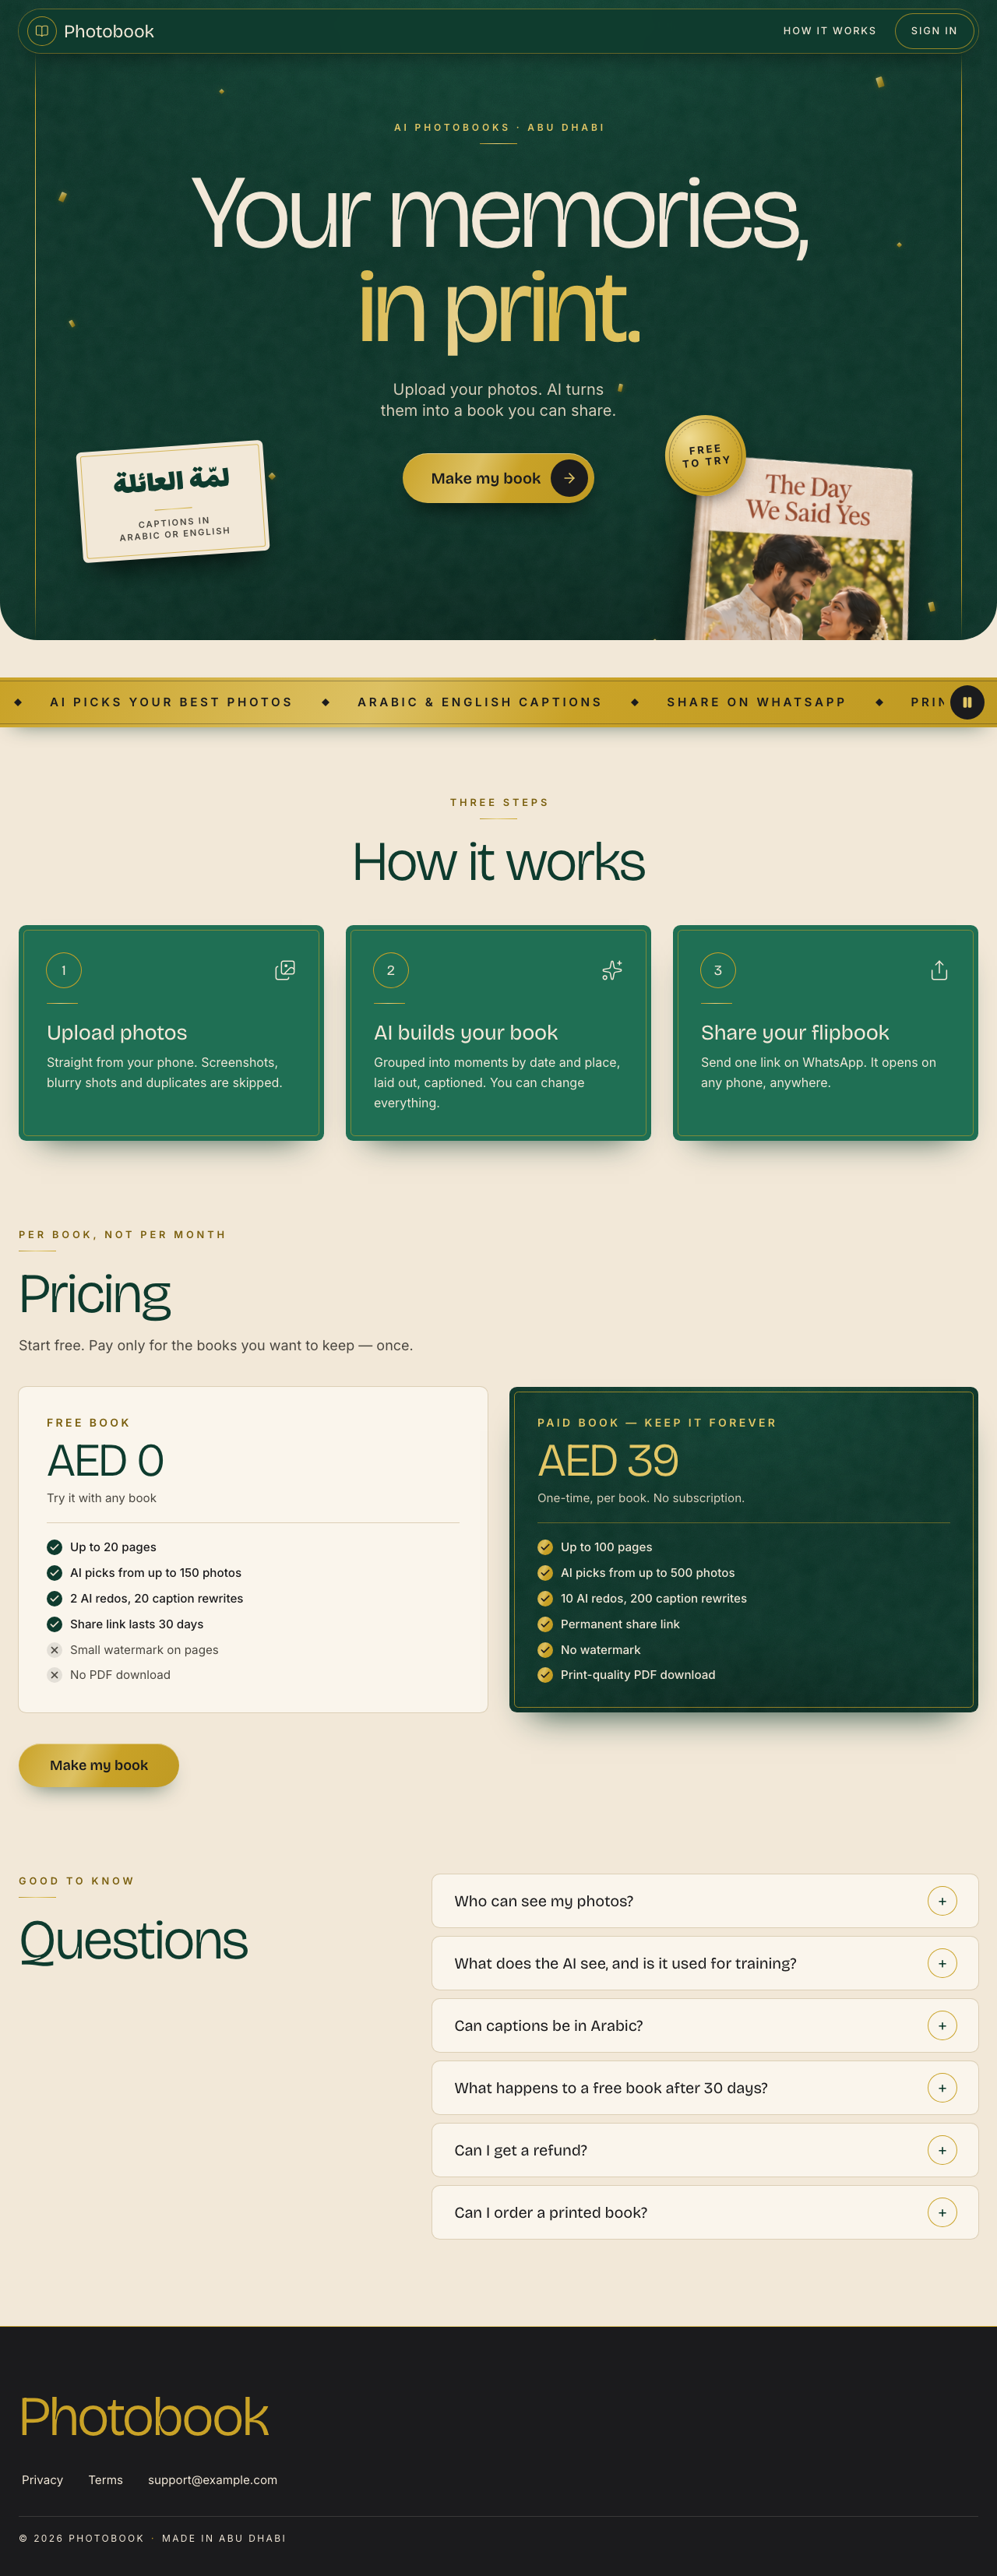 Photobook
HOW IT WORKS
SIGN IN
AI PHOTOBOOKS · ABU DHABI
Your memories,
in print.
Upload your photos. AI turns
them into a book you can share.
Make my book
لمّة العائلة
CAPTIONS IN
ARABIC OR ENGLISH
FREE
TO TRY
The Day
We Said Yes
AI PICKS YOUR BEST PHOTOS
ARABIC & ENGLISH CAPTIONS
SHARE ON WHATSAPP
THREE STEPS
How it works
1
Upload photos
Straight from your phone. Screenshots,
blurry shots and duplicates are skipped.
2
AI builds your book
Grouped into moments by date and place,
laid out, captioned. You can change
everything.
3
Share your flipbook
Send one link on WhatsApp. It opens on
any phone, anywhere.
PER BOOK, NOT PER MONTH
Pricing
Start free. Pay only for the books you want to keep — once.
FREE BOOK
AED 0
Try it with any book
Up to 20 pages
AI picks from up to 150 photos
2 AI redos, 20 caption rewrites
Share link lasts 30 days
Small watermark on pages
No PDF download
PAID BOOK — KEEP IT FOREVER
AED 39
One-time, per book. No subscription.
Up to 100 pages
AI picks from up to 500 photos
10 AI redos, 200 caption rewrites
Permanent share link
No watermark
Print-quality PDF download
Make my book
GOOD TO KNOW
Questions
Who can see my photos?
What does the AI see, and is it used for training?
Can captions be in Arabic?
What happens to a free book after 30 days?
Can I get a refund?
Can I order a printed book?
Photobook
Privacy
Terms
support@example.com
© 2026 PHOTOBOOK · MADE IN ABU DHABI